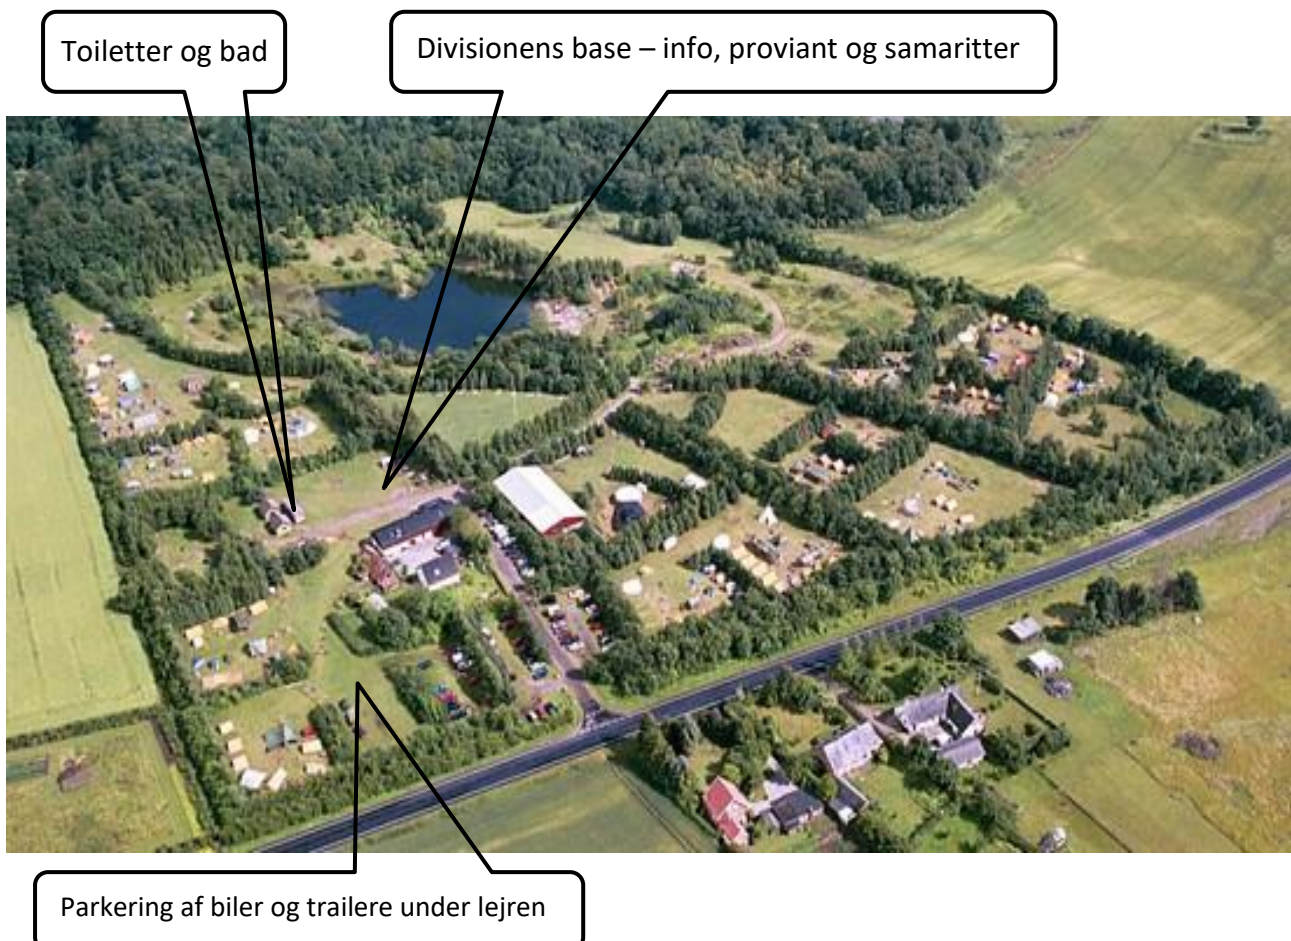 Toiletter og bad
Divisionens base – info, proviant og samaritter
Parkering af biler og trailere under lejren